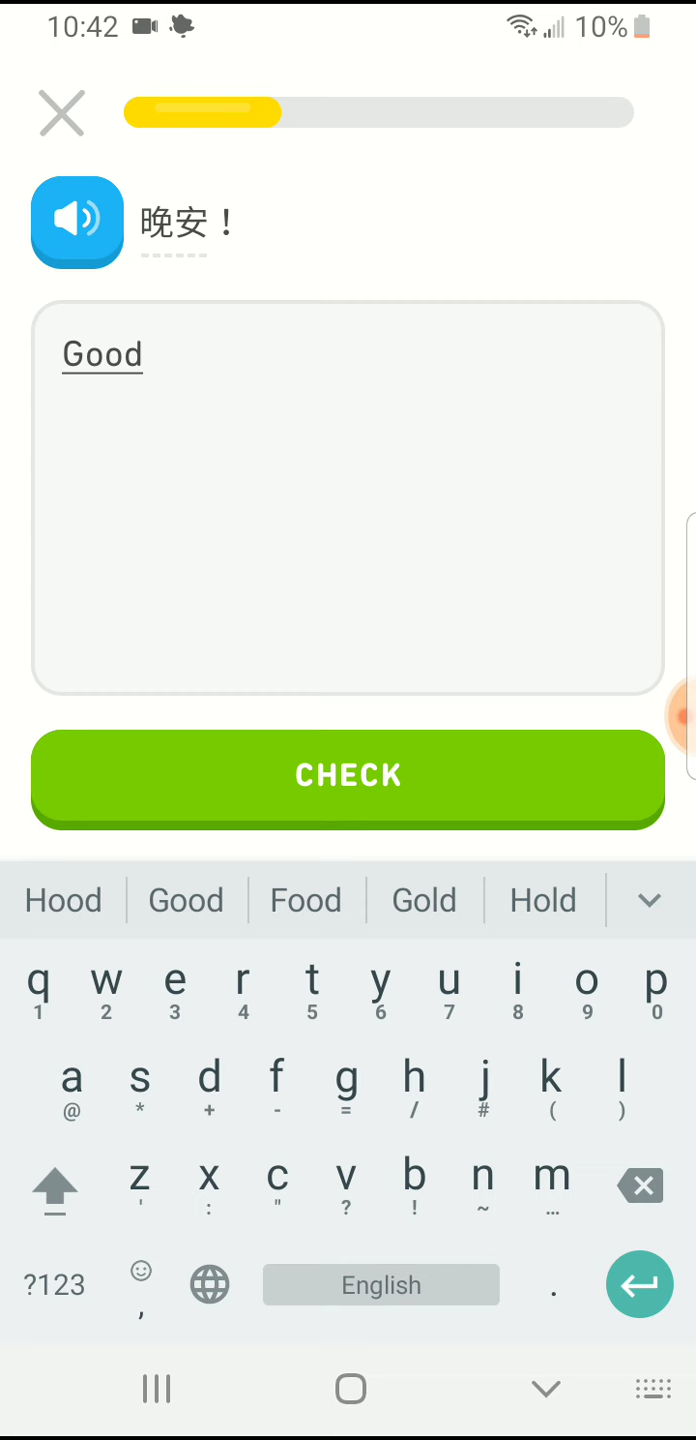 10:42 10%
晚安！
Good
CHECK
Hood Good Food Gold Hold
q w e r t y u i o p
1 2 3 4 5 6 7 8 9 0
a s d f g h j k l
@ * + - = / # ( )
z x c v b n m
' : " ? ! ~ …
?123 , English .